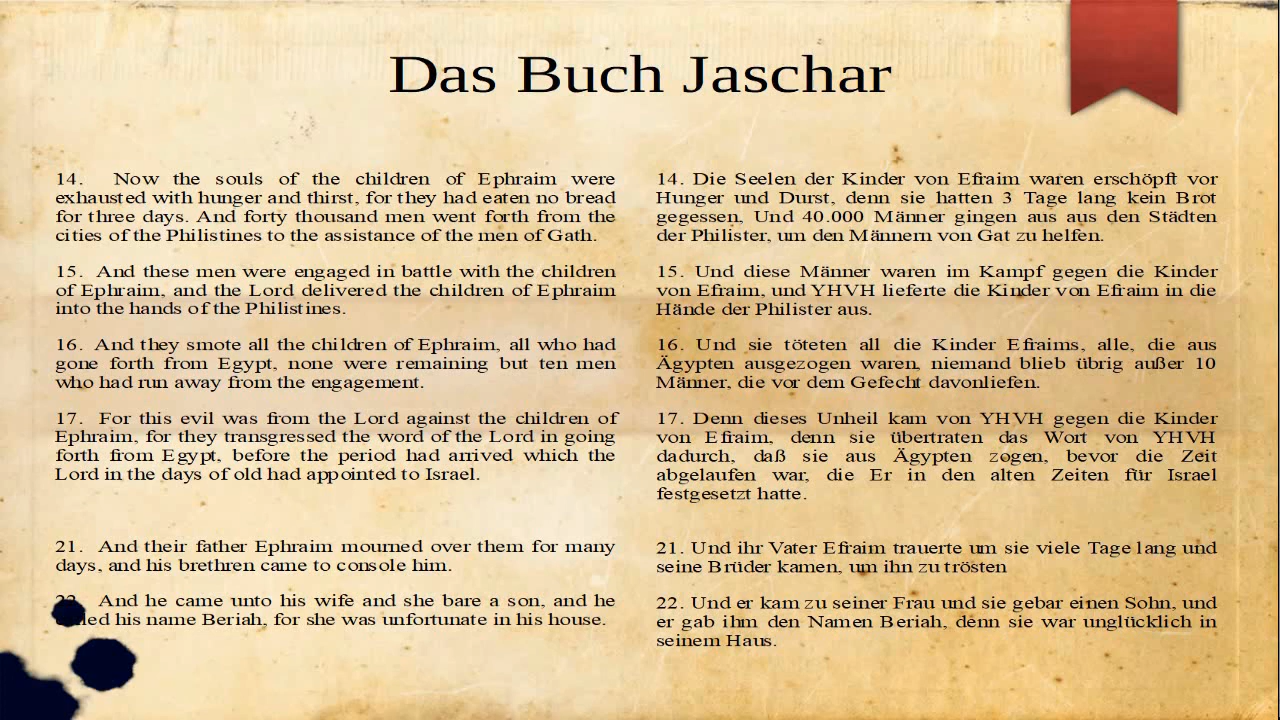 Das Buch Jaschar
14. Now the souls of the children of Ephraim were
exhausted with hunger and thirst, for they had eaten no bread
for three days. And forty thousand men went forth from the
cities of the Philistines to the assistance of the men of Gath.
15. And these men were engaged in battle with the children
of Ephraim, and the Lord delivered the children of Ephraim
into the hands of the Philistines.
16. And they smote all the children of Ephraim, all who had
gone forth from Egypt, none were remaining but ten men
who had run away from the engagement.
17. For this evil was from the Lord against the children of
Ephraim, for they transgressed the word of the Lord in going
forth from Egypt, before the period had arrived which the
Lord in the days of old had appointed to Israel.
21. And their father Ephraim mourned over them for many
days, and his brethren came to console him.
And he came unto his wife and she bare a son, and he
his name Beriah, for she was unfortunate in his house.
14. Die Seelen der Kinder von Efraim waren erschöpft vor
Hunger und Durst, denn sie hatten 3 Tage lang kein Brot
gegessen, Und 40.000 Männer gingen aus aus den Städten
der Philister, um den Männern von Gat zu helfen.
15. Und diese Männer waren im Kampf gegen die Kinder
von Efraim, und YHVH lieferte die Kinder von Efraim in die
Hände der Philister aus.
16. Und sie töteten all die Kinder Efraims, alle, die aus
Ägypten ausgezogen waren, niemand blieb übrig außer 10
Männer, die vor dem Gefecht davonliefen.
17. Denn dieses Unheil kam von YHVH gegen die Kinder
von Efraim, denn sie übertraten das Wort von YHVH
dadurch, daß sie aus Ägypten zogen, bevor die Zeit
abgelaufen war, die Er in den alten Zeiten für Israel
festgesetzt hatte.
21. Und ihr Vater Efraim trauerte um sie viele Tage lang und
seine Brüder kamen, um ihn zu trösten
22. Und er kam zu seiner Frau und sie gebar einen Sohn, und
er gab ihm den Namen Beriah, denn sie war unglücklich in
seinem Haus.